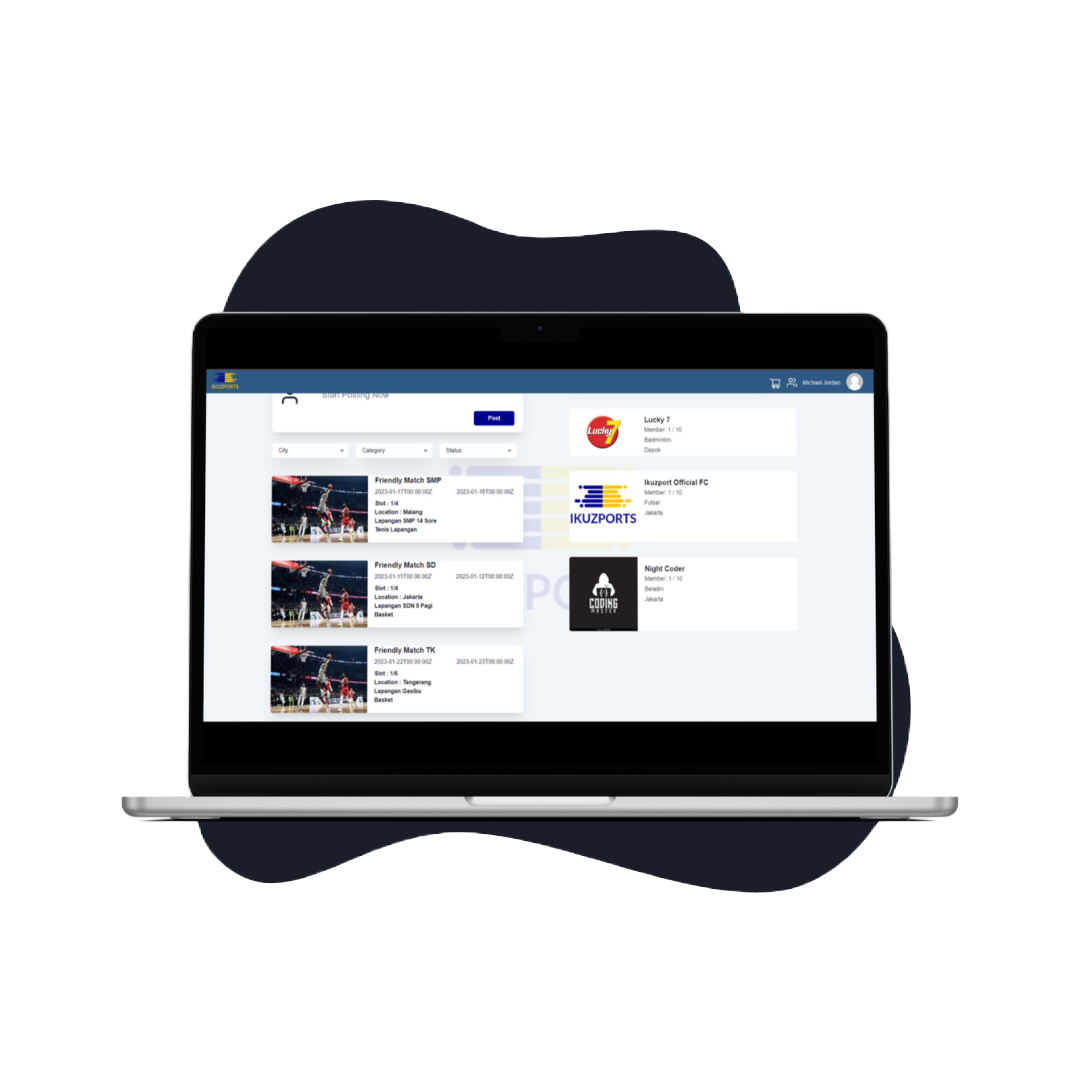 IKUZPORTS
Michael Jordan
Start Posting Now
Post
City
Category
Status
Friendly Match SMP
2023-01-17T00:00:00Z 2023-01-18T00:00:00Z
Slot : 1/4
Location : Malang
Lapangan SMP 14 Sore
Tenis Lapangan
Friendly Match SD
2023-01-11T00:00:00Z 2023-01-12T00:00:00Z
Slot : 1/4
Location : Jakarta
Lapangan SDN 5 Pagi
Basket
Friendly Match TK
2023-01-22T00:00:00Z 2023-01-23T00:00:00Z
Slot : 1/6
Location : Tangerang
Lapangan Gasibu
Basket
Lucky 7
Lucky 7
Member: 1 / 10
Badminton
Depok
IKUZPORTS
Ikuzport Official FC
Member: 1 / 10
Futsal
Jakarta
CODING
MASTER
Night Coder
Member: 1 / 10
Beladiri
Jakarta